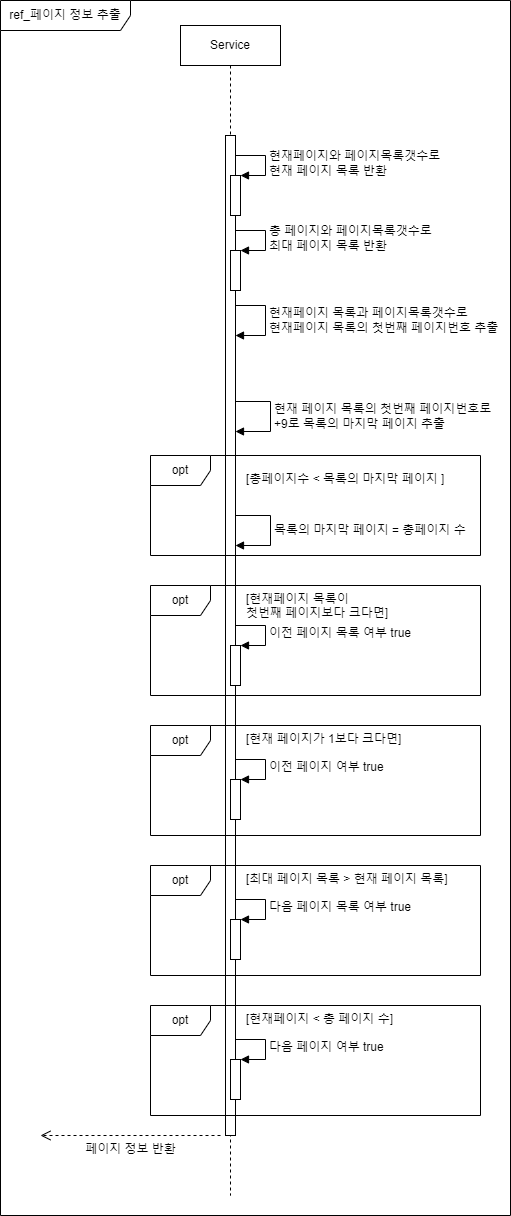 ref_페이지 정보 추출
Service
현재페이지와 페이지목록갯수로
현재 페이지 목록 반환
총 페이지와 페이지목록갯수로
최대 페이지 목록 반환
현재페이지 목록과 페이지목록갯수로
현재페이지 목록의 첫번째 페이지번호 추출
현재 페이지 목록의 첫번째 페이지번호로
+9로 목록의 마지막 페이지 추출
opt
[총페이지수 < 목록의 마지막 페이지 ]
목록의 마지막 페이지 = 총페이지 수
opt
[현재페이지 목록이
첫번째 페이지보다 크다면]
이전 페이지 목록 여부 true
opt
[현재 페이지가 1보다 크다면]
이전 페이지 여부 true
opt
[최대 페이지 목록 > 현재 페이지 목록]
다음 페이지 목록 여부 true
opt
[현재페이지 < 총 페이지 수]
다음 페이지 여부 true
페이지 정보 반환